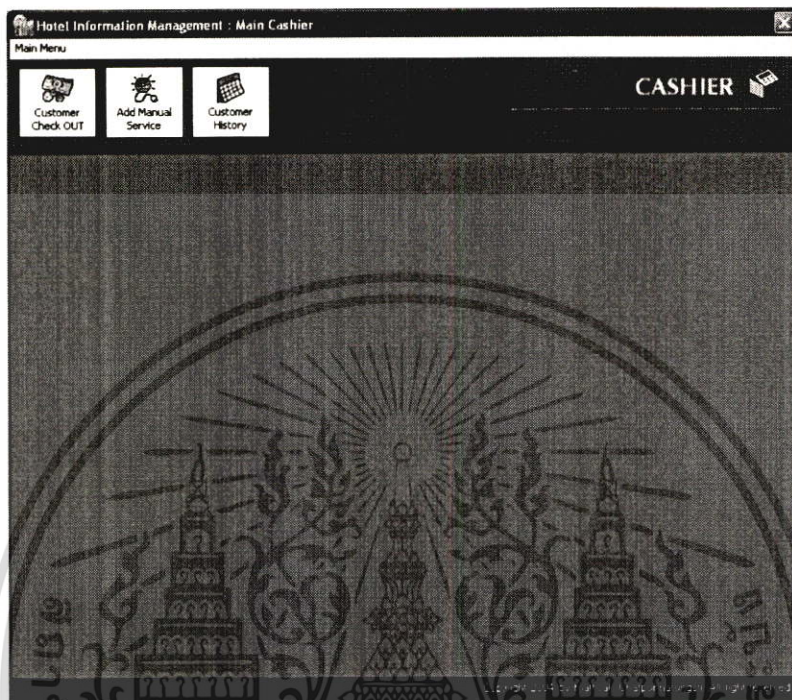 Hotel Information Management : Main Cashier
Main Menu
CASHIER
Customer
Check OUT
Add Manual
Service
Customer
History